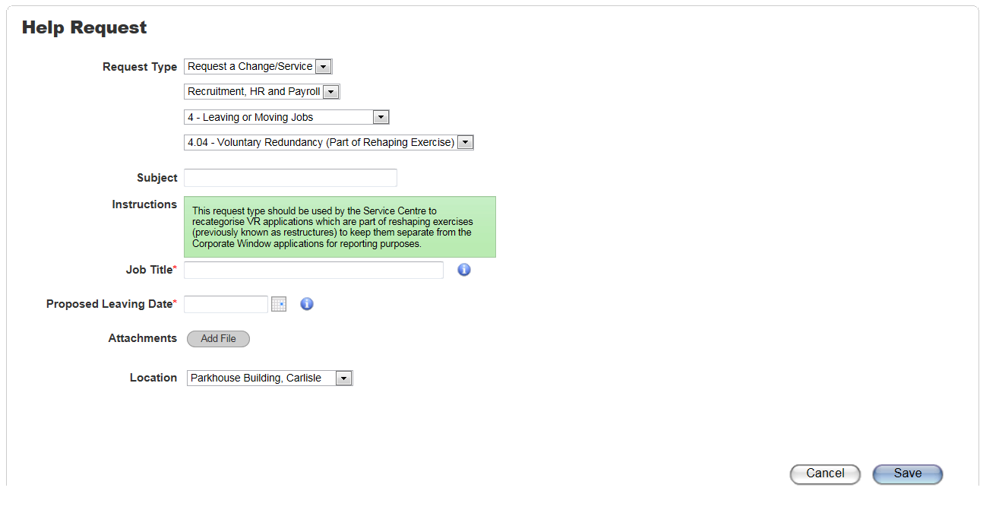 Help Request
Request Type Request a Change/Service
Recruitment, HR and Payroll
4 - Leaving or Moving Jobs
4.04 - Voluntary Redundancy (Part of Rehaping Exercise)
Subject
Instructions
This request type should be used by the Service Centre to
recategorise VR applications which are part of reshaping exercises
(previously known as restructures) to keep them separate from the
Corporate Window applications for reporting purposes.
Job Title*
Proposed Leaving Date*
Attachments Add File
Location Parkhouse Building, Carlisle
Cancel Save